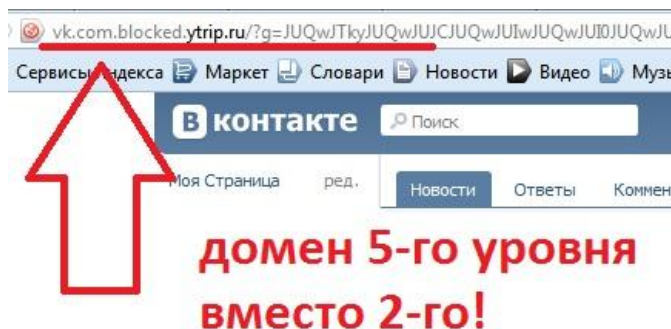 vk.com.blocked.ytrip.ru/?g=JUQwJTkyJUQwJUJCJUQwJUIwJUQwJUI0JUQwJU
Сервисы Яндекса Маркет Словари Новости Видео Музы
В контакте Поиск
Моя Страница ред. Новости Ответы Коммен
домен 5-го уровня
вместо 2-го!